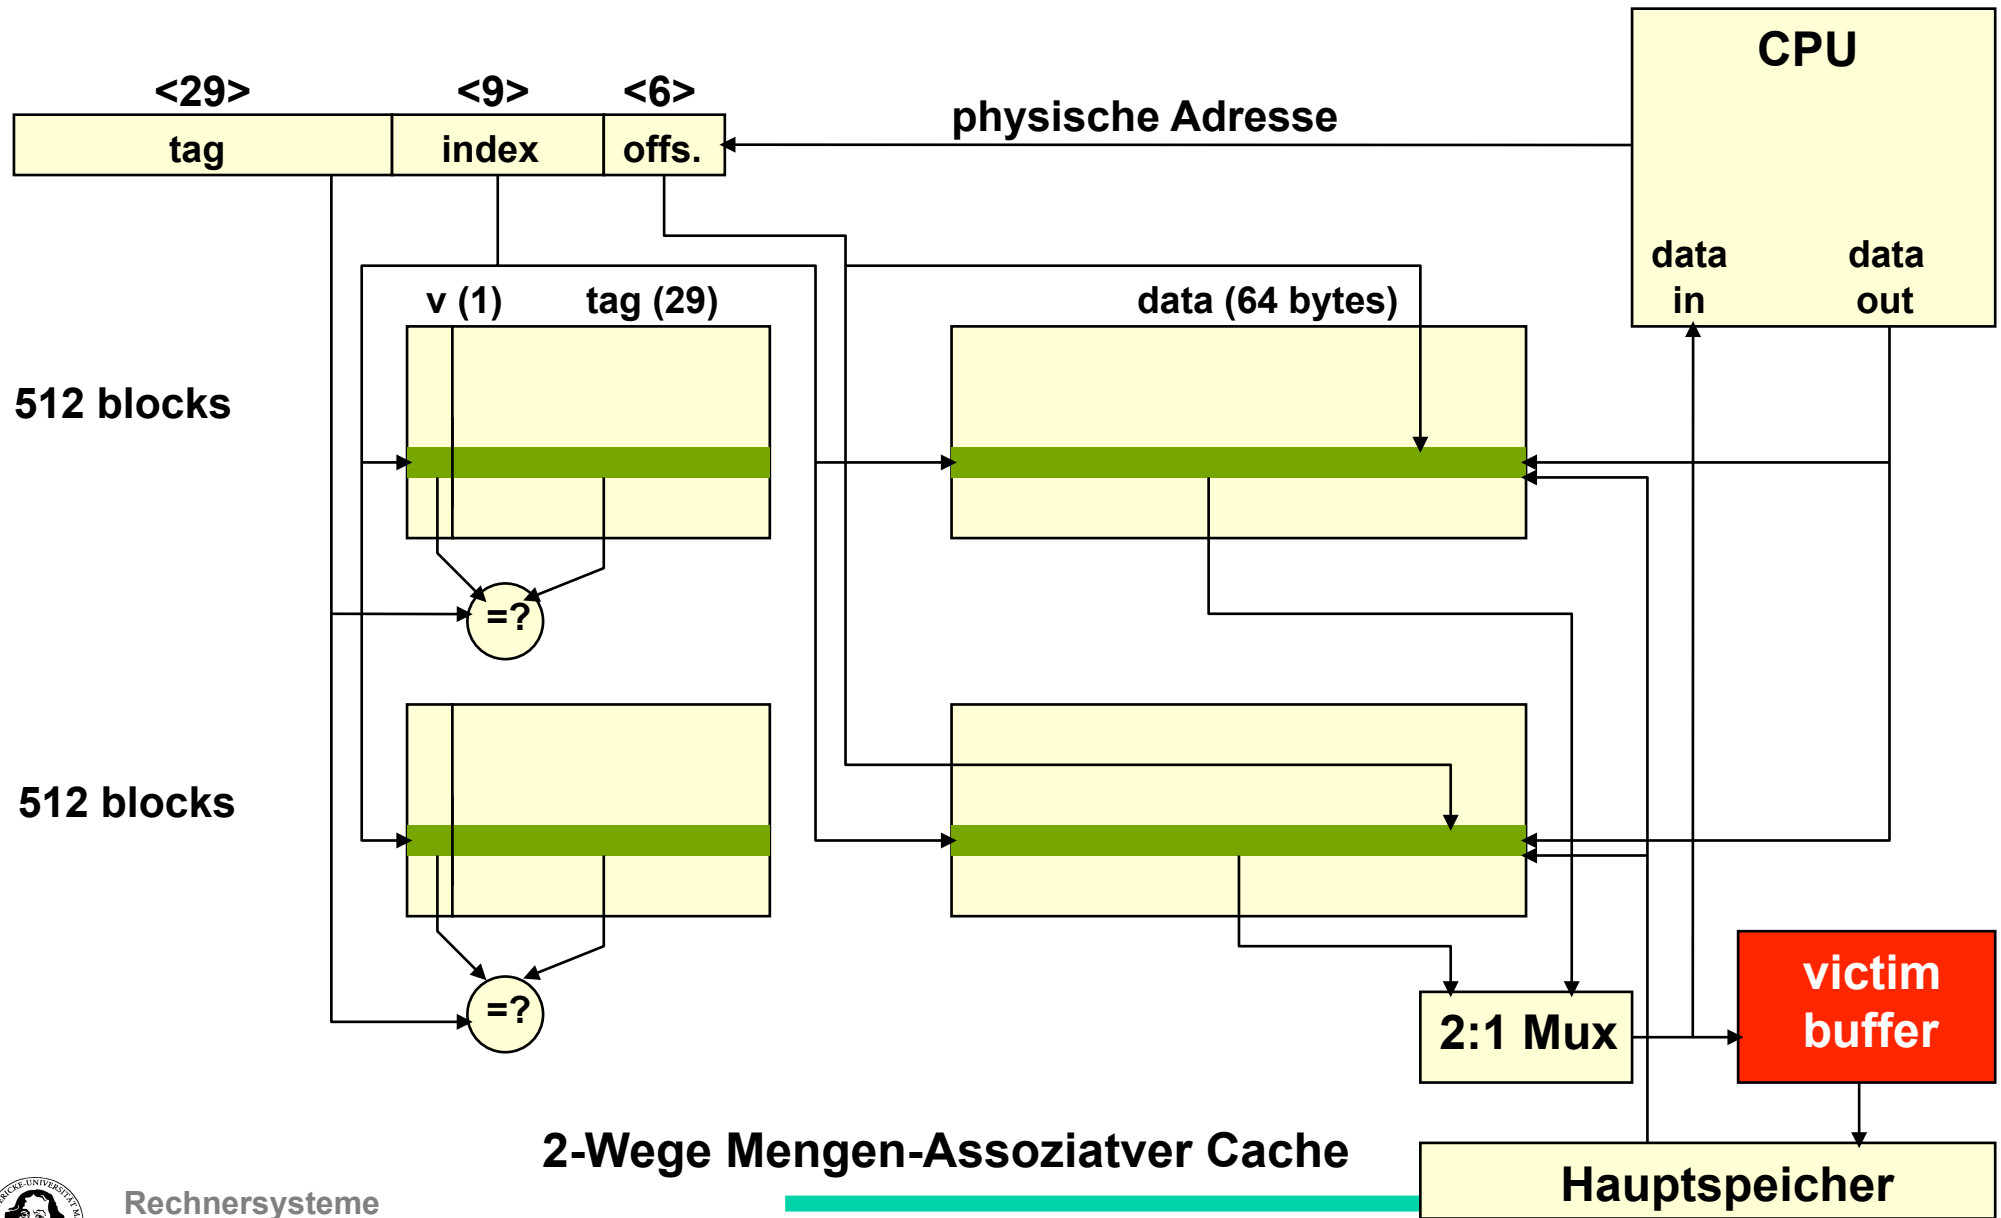 CPU
<29> <9> <6>
physische Adresse
tag index offs.
data data
in out
v (1) tag (29) data (64 bytes)
512 blocks
=?
512 blocks
=?
victim
buffer
2:1 Mux
2-Wege Mengen-Assoziatver Cache
Hauptspeicher
Rechnersysteme